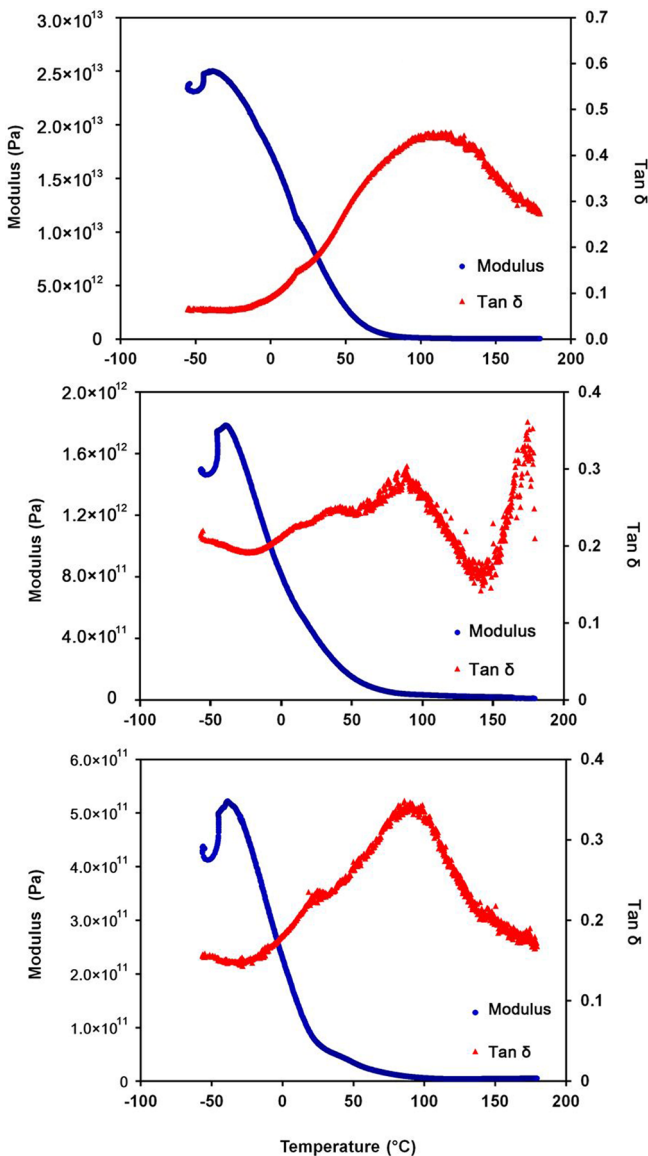 3.0×10¹³
2.5×10¹³
2.0×10¹³
1.5×10¹³
1.0×10¹³
5.0×10¹²
0
Modulus (Pa)
0.7
0.6
0.5
0.4
0.3
0.2
0.1
0.0
Tan δ
Modulus
Tan δ
-100 -50 0 50 100 150 200
2.0×10¹²
1.6×10¹²
1.2×10¹²
8.0×10¹¹
4.0×10¹¹
0
Modulus (Pa)
0.4
0.3
0.2
0.1
0
Tan δ
Modulus
Tan δ
-100 -50 0 50 100 150 200
6.0×10¹¹
5.0×10¹¹
4.0×10¹¹
3.0×10¹¹
2.0×10¹¹
1.0×10¹¹
0
Modulus (Pa)
0.4
0.3
0.2
0.1
0
Tan δ
Modulus
Tan δ
-100 -50 0 50 100 150 200
Temperature (°C)